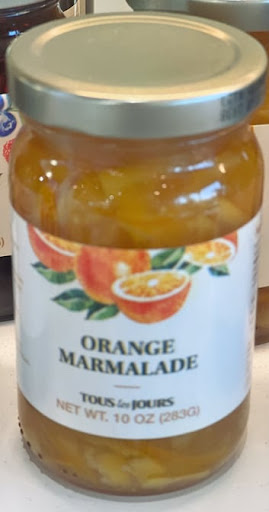 ORANGE
MARMALADE
TOUS les JOURS
NET WT. 10 OZ (283G)